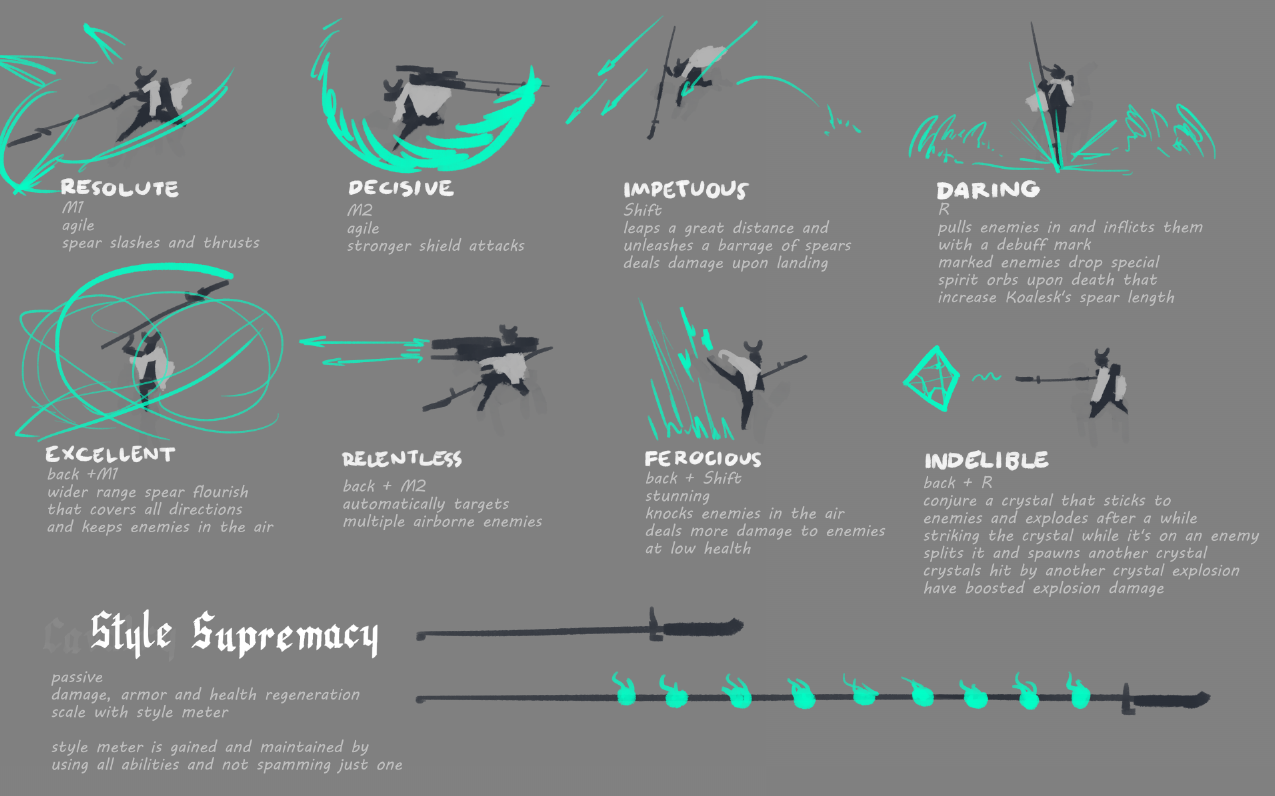 RESOLUTE
M1
agile
spear slashes and thrusts
DECISIVE
M2
agile
stronger shield attacks
IMPETUOUS
Shift
leaps a great distance and
unleashes a barrage of spears
deals damage upon landing
DARING
R
pulls enemies in and inflicts them
with a debuff mark
marked enemies drop special
spirit orbs upon death that
increase Koalesk's spear length
EXCELLENT
back +M1
wider range spear flourish
that covers all directions
and keeps enemies in the air
RELENTLESS
back + M2
automatically targets
multiple airborne enemies
FEROCIOUS
back + Shift
stunning
knocks enemies in the air
deals more damage to enemies
at low health
INDELIBLE
back + R
conjure a crystal that sticks to
enemies and explodes after a while
striking the crystal while it's on an enemy
splits it and spawns another crystal
crystals hit by another crystal explosion
have boosted explosion damage
Style Supremacy
passive
damage, armor and health regeneration
scale with style meter
style meter is gained and maintained by
using all abilities and not spamming just one